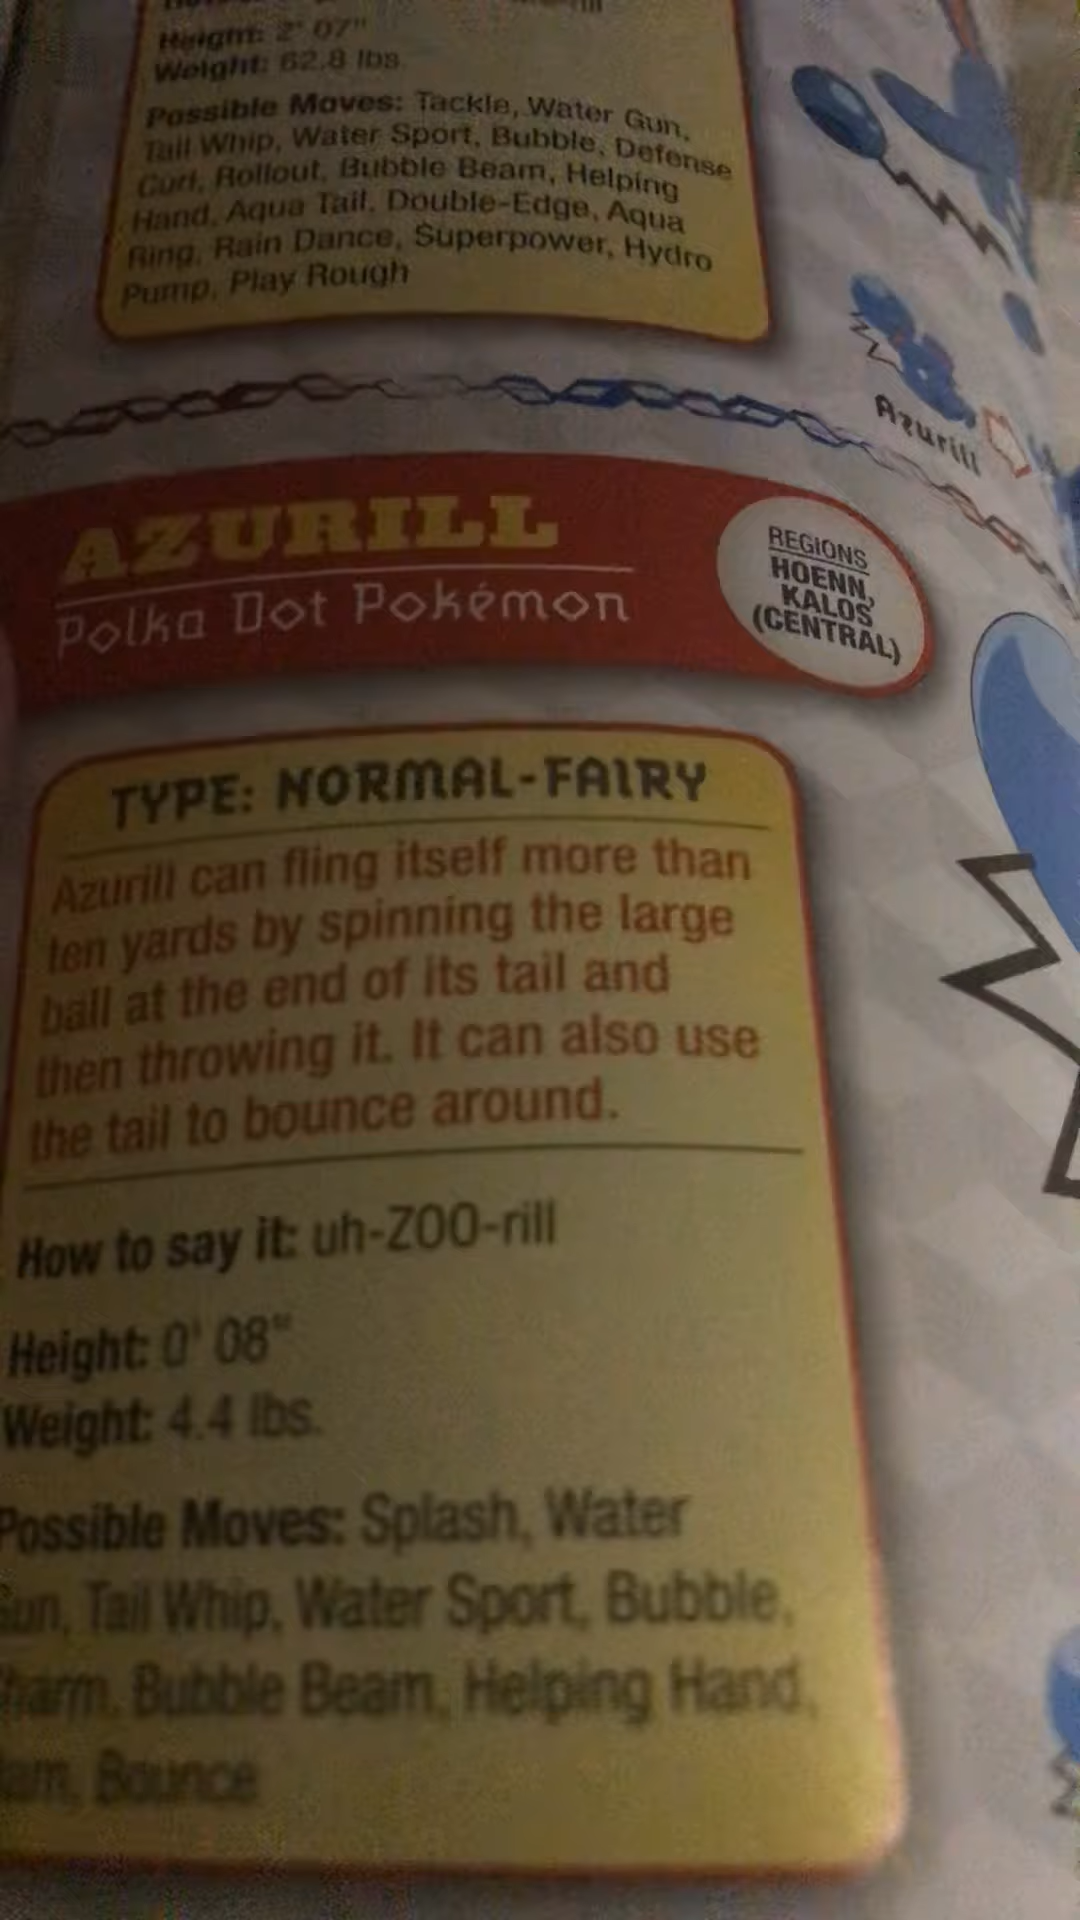 Height: 2' 07"
Weight: 62.8 lbs.
Possible Moves: Tackle, Water Gun,
Tail Whip, Water Sport, Bubble, Defense
Curl, Rollout, Bubble Beam, Helping
Hand, Aqua Tail, Double-Edge, Aqua
Ring, Rain Dance, Superpower, Hydro
Pump, Play Rough
Azurill
AZURILL
Polka Dot Pokémon
REGIONS
HOENN,
KALOS
(CENTRAL)
TYPE: NORMAL-FAIRY
Azurill can fling itself more than
ten yards by spinning the large
ball at the end of its tail and
then throwing it. It can also use
the tail to bounce around.
How to say it: uh-ZOO-rill
Height: 0' 08"
Weight: 4.4 lbs.
Possible Moves: Splash, Water
Gun, Tail Whip, Water Sport, Bubble,
Charm, Bubble Beam, Helping Hand,
Bounce